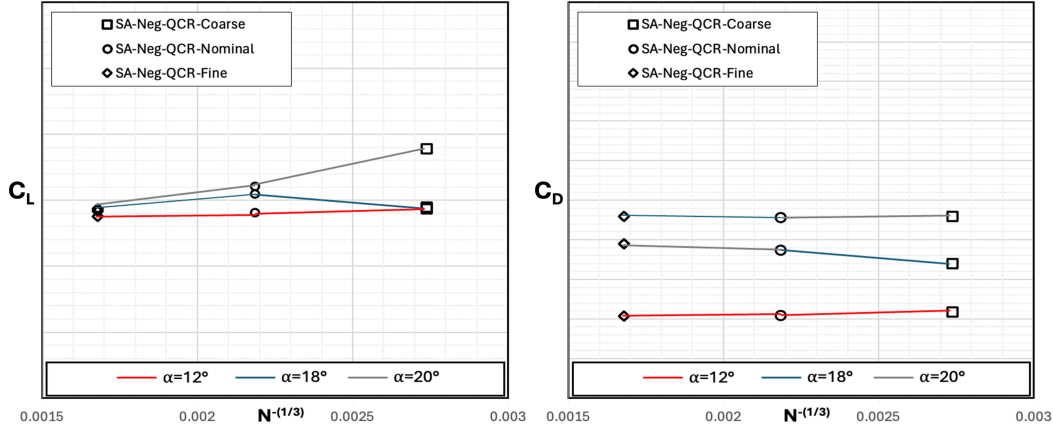 SA-Neg-QCR-Coarse
SA-Neg-QCR-Nominal
SA-Neg-QCR-Fine
C_L
α=12° α=18° α=20°
0.0015 0.002 N^-(1/3) 0.0025 0.003
SA-Neg-QCR-Coarse
SA-Neg-QCR-Nominal
SA-Neg-QCR-Fine
C_D
α=12° α=18° α=20°
0.0015 0.002 N^-(1/3) 0.0025 0.003